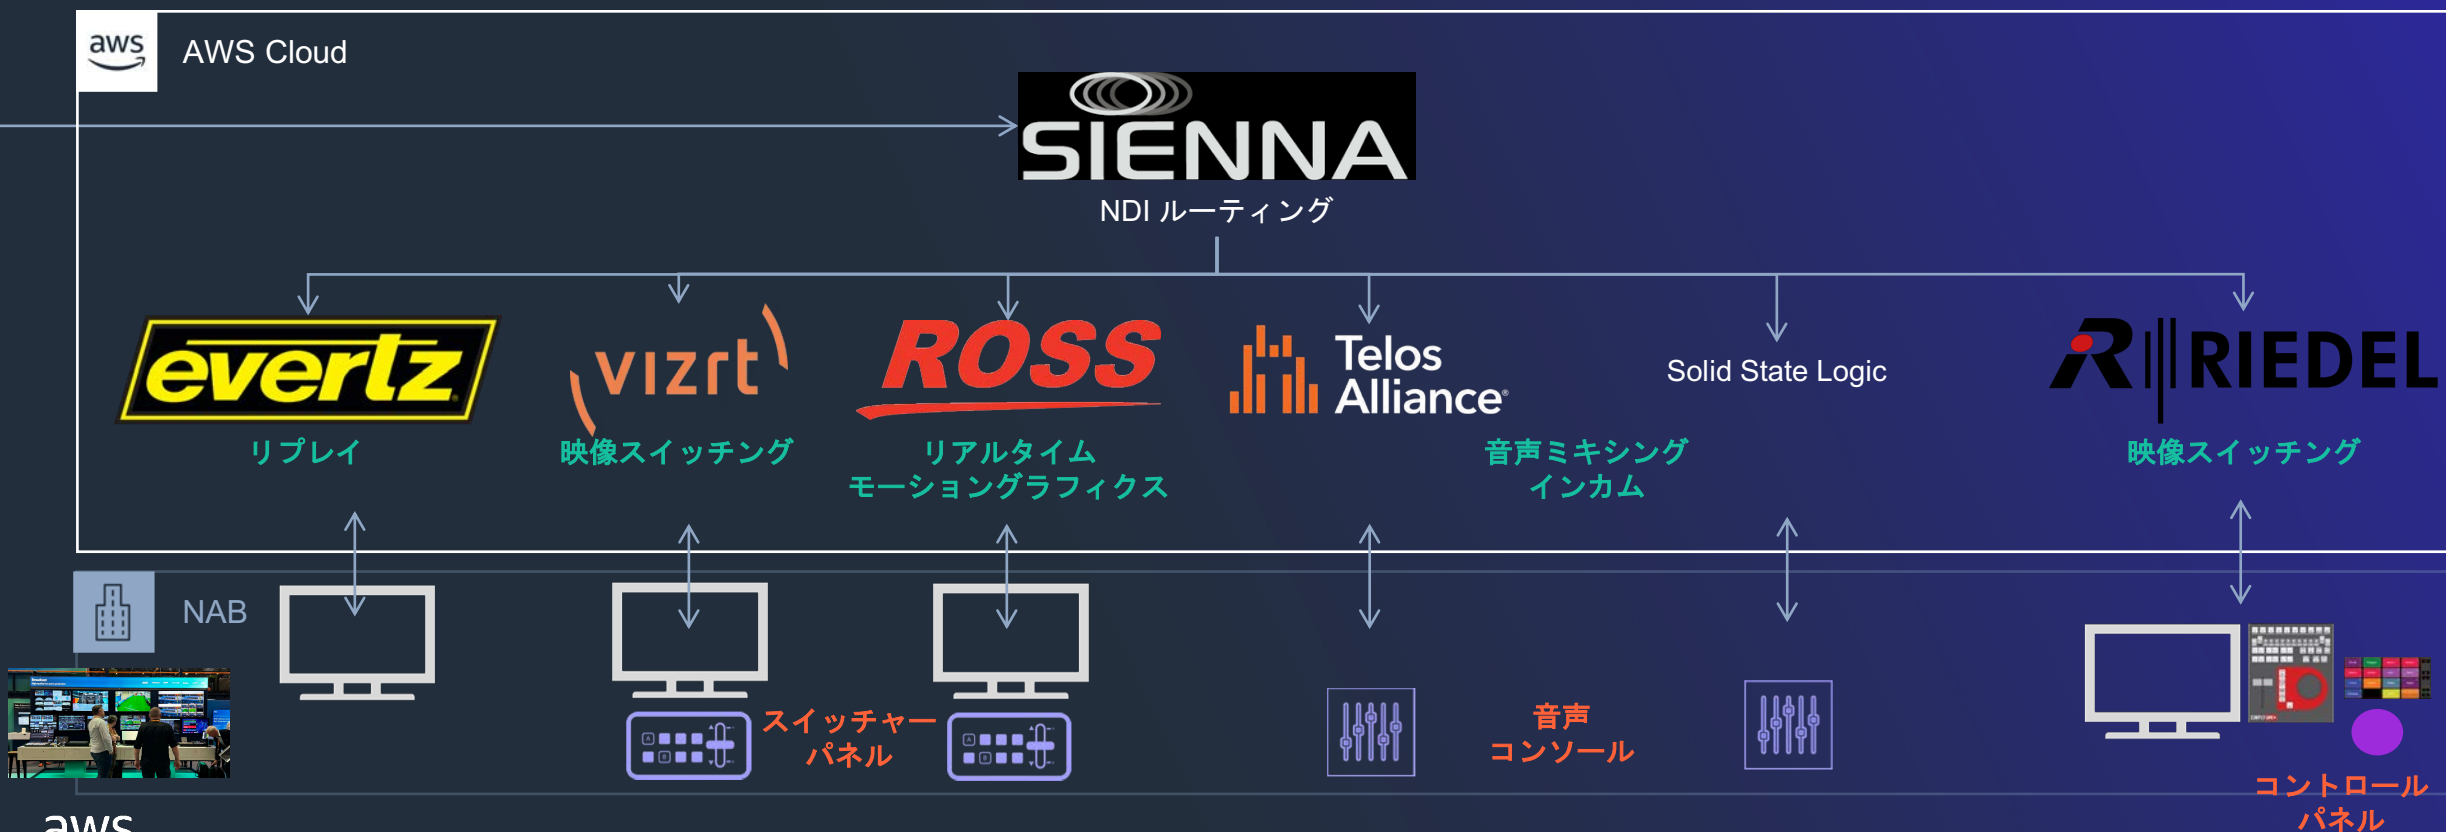 aws
AWS Cloud
SIENNA
NDI ルーティング
evertz
vizrt
ROSS
Telos
Alliance
Solid State Logic
RIEDEL
リプレイ
映像スイッチング
リアルタイム
モーショングラフィクス
音声ミキシング
インカム
映像スイッチング
NAB
スイッチャー
パネル
音声
コンソール
コントロール
パネル
aws